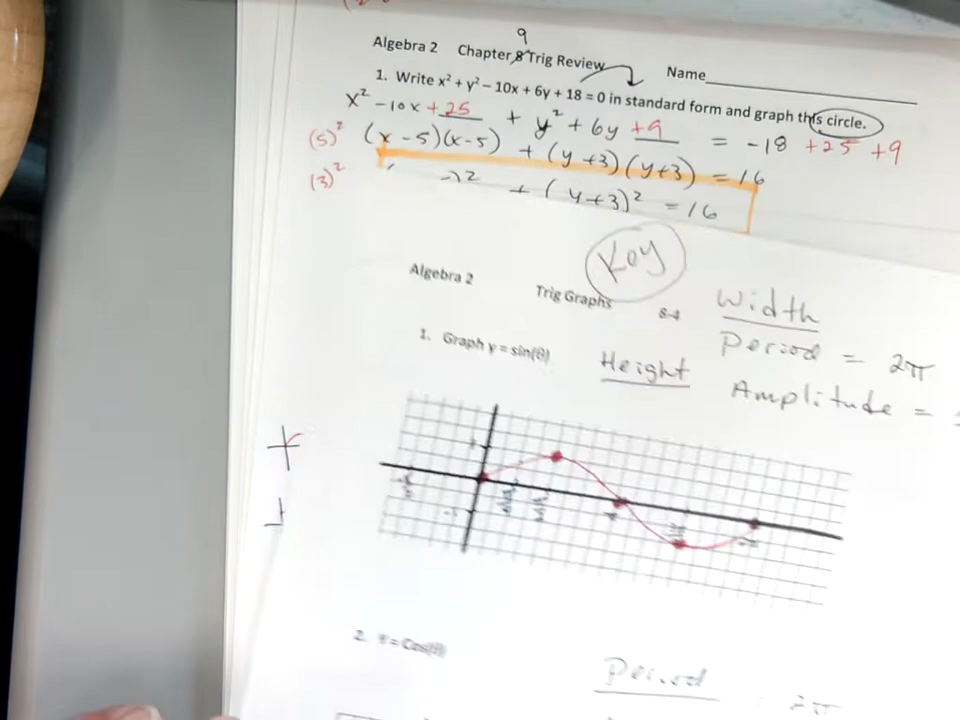 9
Algebra 2 Chapter 8 Trig Review Name
1. Write x² + y² – 10x + 6y + 18 = 0 in standard form and graph this circle.
x² - 10x + 25 + y² + 6y + 9 = -18 + 25 + 9
(5)² (x - 5)(x - 5) + (y + 3)(y + 3) = 16
(3)² )² + (y + 3)² = 16
Key
Algebra 2 Trig Graphs 8-4
Width
Period = 2π
1. Graph y = sin(θ)
Height
Amplitude =
-1
2. Y = Cos(θ)
Period